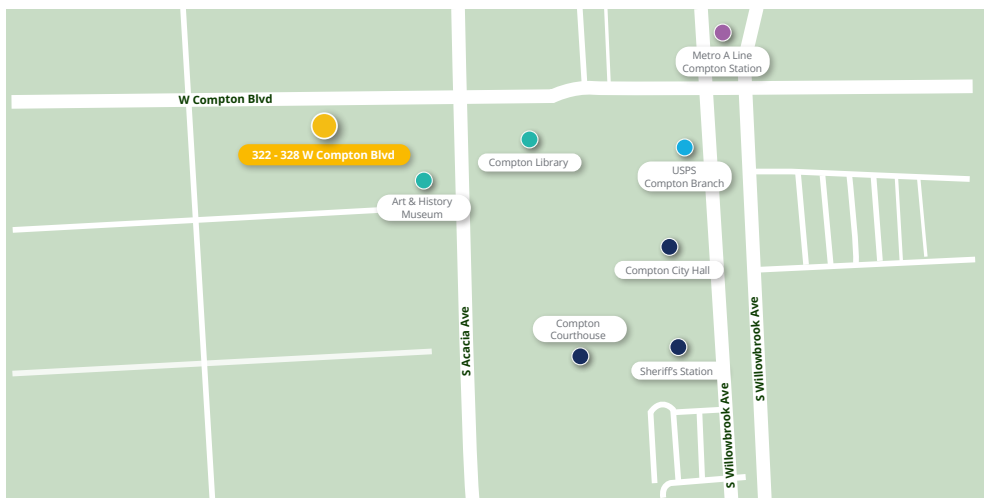 Metro A Line
Compton Station
W Compton Blvd
322 - 328 W Compton Blvd
Compton Library
USPS
Compton Branch
Art & History
Museum
Compton City Hall
S Acacia Ave
Compton
Courthouse
S Willowbrook Ave
Sheriff's Station
S Willowbrook Ave